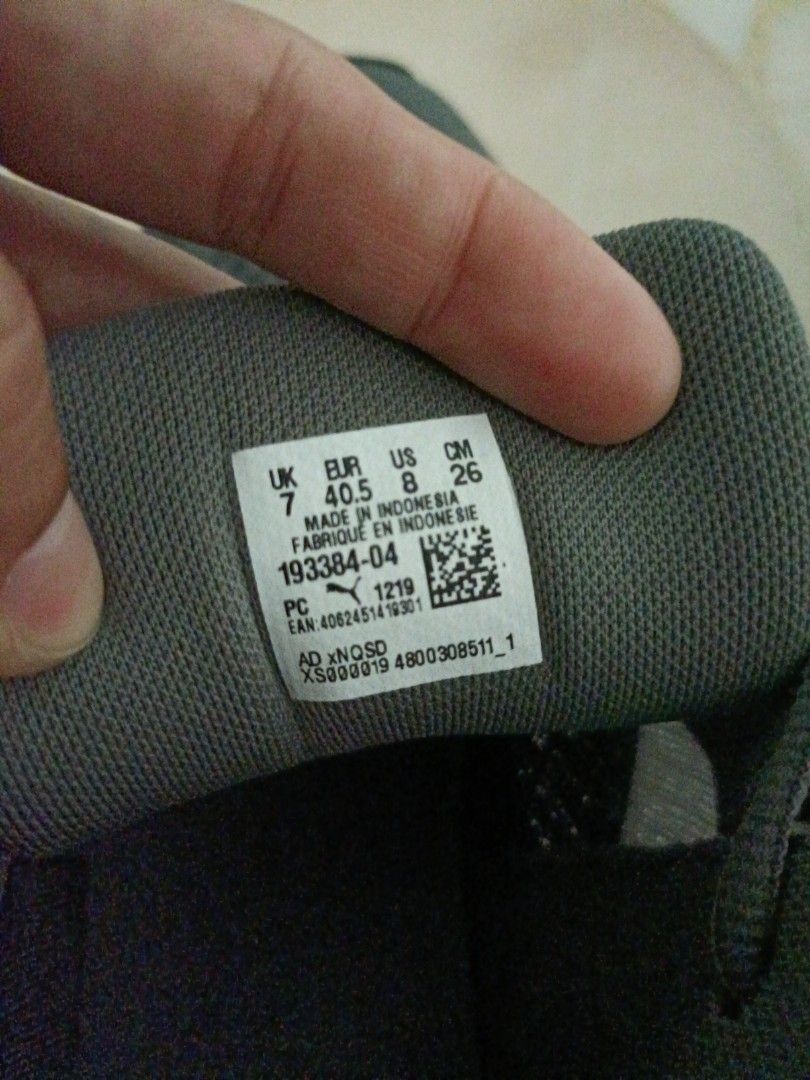 UK EUR US CM
7 40.5 8 26
MADE IN INDONESIA
FABRIQUE EN INDONESIE
193384-04
PC 1219
EAN:4062451419301
AD xNQSD
XS000019 4800308511_1